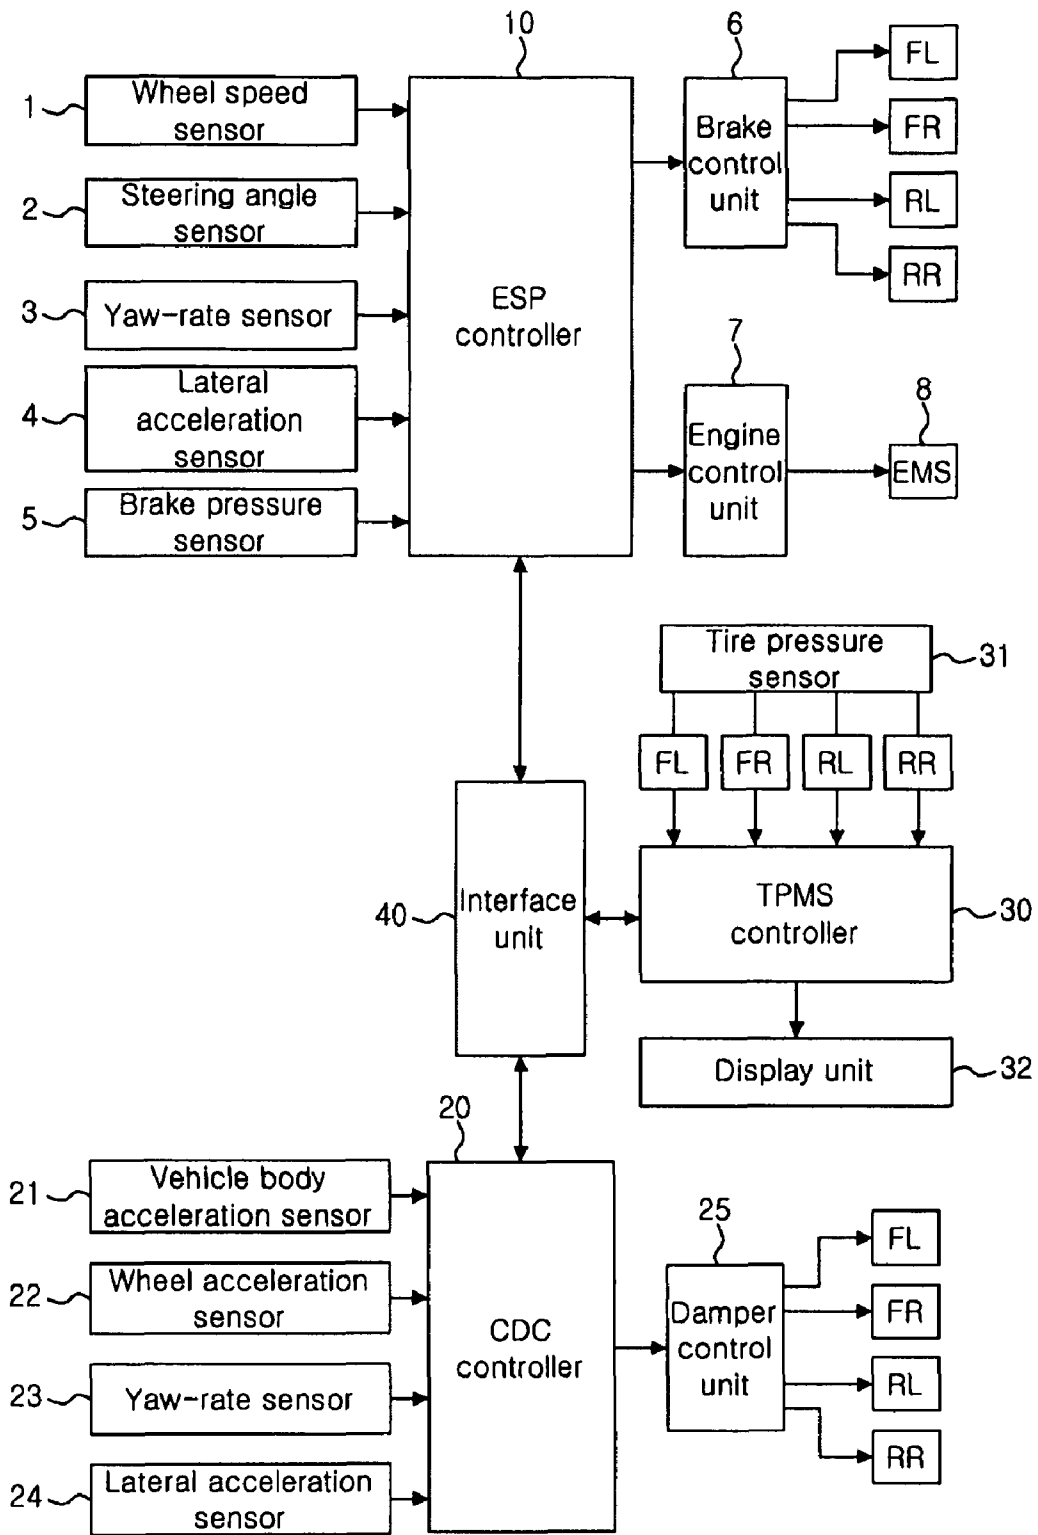 10
6
FL
1
Wheel speed
sensor
FR
Brake
control
unit
2
Steering angle
sensor
RL
RR
3
Yaw-rate sensor
ESP
controller
7
4
Lateral
acceleration
sensor
8
Engine
control
unit
EMS
5
Brake pressure
sensor
Tire pressure
sensor
31
FL
FR
RL
RR
40
Interface
unit
TPMS
controller
30
Display unit
32
20
21
Vehicle body
acceleration sensor
25
FL
22
Wheel acceleration
sensor
FR
CDC
controller
Damper
control
unit
23
Yaw-rate sensor
RL
RR
24
Lateral acceleration
sensor